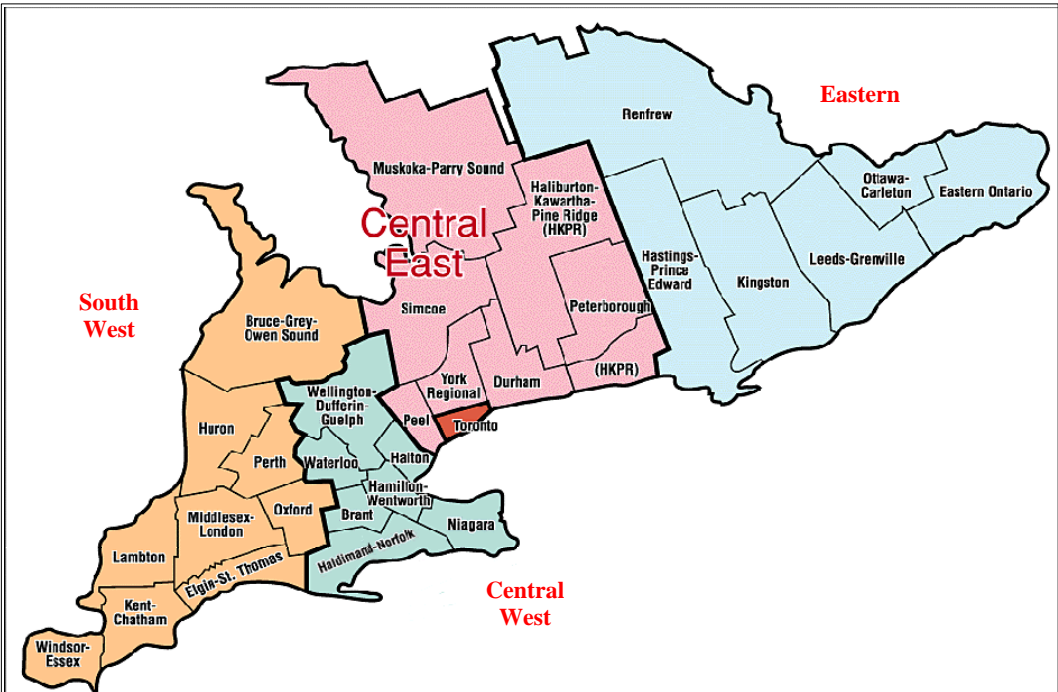 Eastern
Renfrew
Muskoka-Parry Sound
Haliburton-
Kawartha-
Pine Ridge
(HKPR)
Ottawa-
Carleton
Eastern Ontario
Central
East
Hastings-
Prince
Edward
Kingston
Leeds-Grenville
South
West
Bruce-Grey-
Owen Sound
Simcoe
Peterborough
(HKPR)
York
Regional
Durham
Wellington-
Dufferin-
Guelph
Peel
Toronto
Huron
Perth
Waterloo
Halton
Hamilton-
Wentworth
Brant
Niagara
Oxford
Middlesex-
London
Haldimand-Norfolk
Lambton
Elgin-St. Thomas
Central
West
Kent-
Chatham
Windsor-
Essex